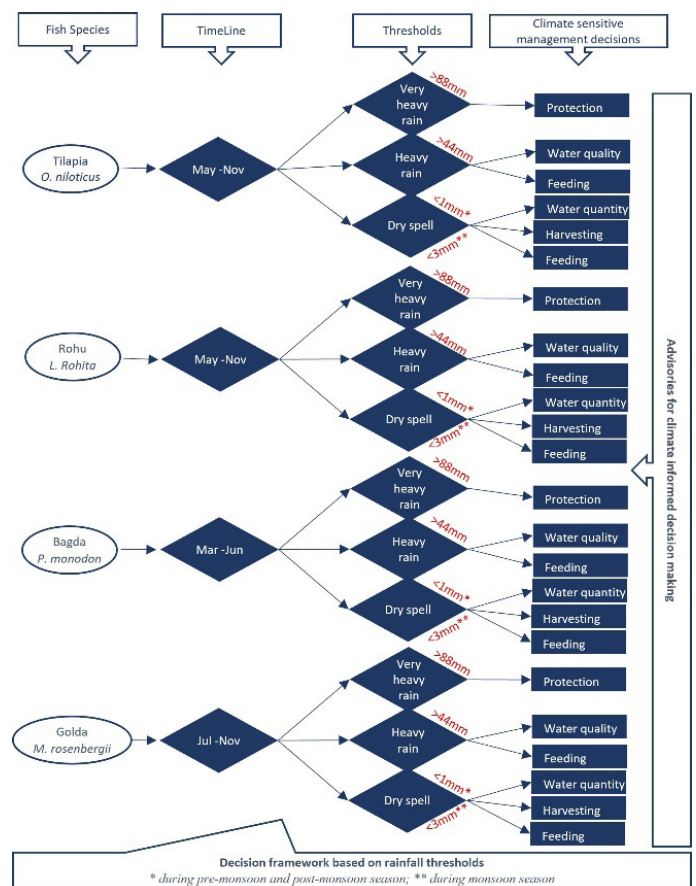 Fish Species
TimeLine
Thresholds
Climate sensitive
management decisions
Tilapia
O. niloticus
May -Nov
Very
heavy
rain
>88mm
Protection
Heavy
rain
>44mm
Water quality
Feeding
Dry spell
<1mm*
<3mm**
Water quantity
Harvesting
Feeding
Rohu
L. Rohita
May -Nov
Very
heavy
rain
>88mm
Protection
Heavy
rain
>44mm
Water quality
Feeding
Dry spell
<1mm*
<3mm**
Water quantity
Harvesting
Feeding
Bagda
P. monodon
Mar -Jun
Very
heavy
rain
>88mm
Protection
Heavy
rain
>44mm
Water quality
Feeding
Dry spell
<1mm*
<3mm**
Water quantity
Harvesting
Feeding
Golda
M. rosenbergii
Jul -Nov
Very
heavy
rain
>88mm
Protection
Heavy
rain
>44mm
Water quality
Feeding
Dry spell
<1mm*
<3mm**
Water quantity
Harvesting
Feeding
Advisories for climate informed decision making
Decision framework based on rainfall thresholds
* during pre-monsoon and post-monsoon season; ** during monsoon season